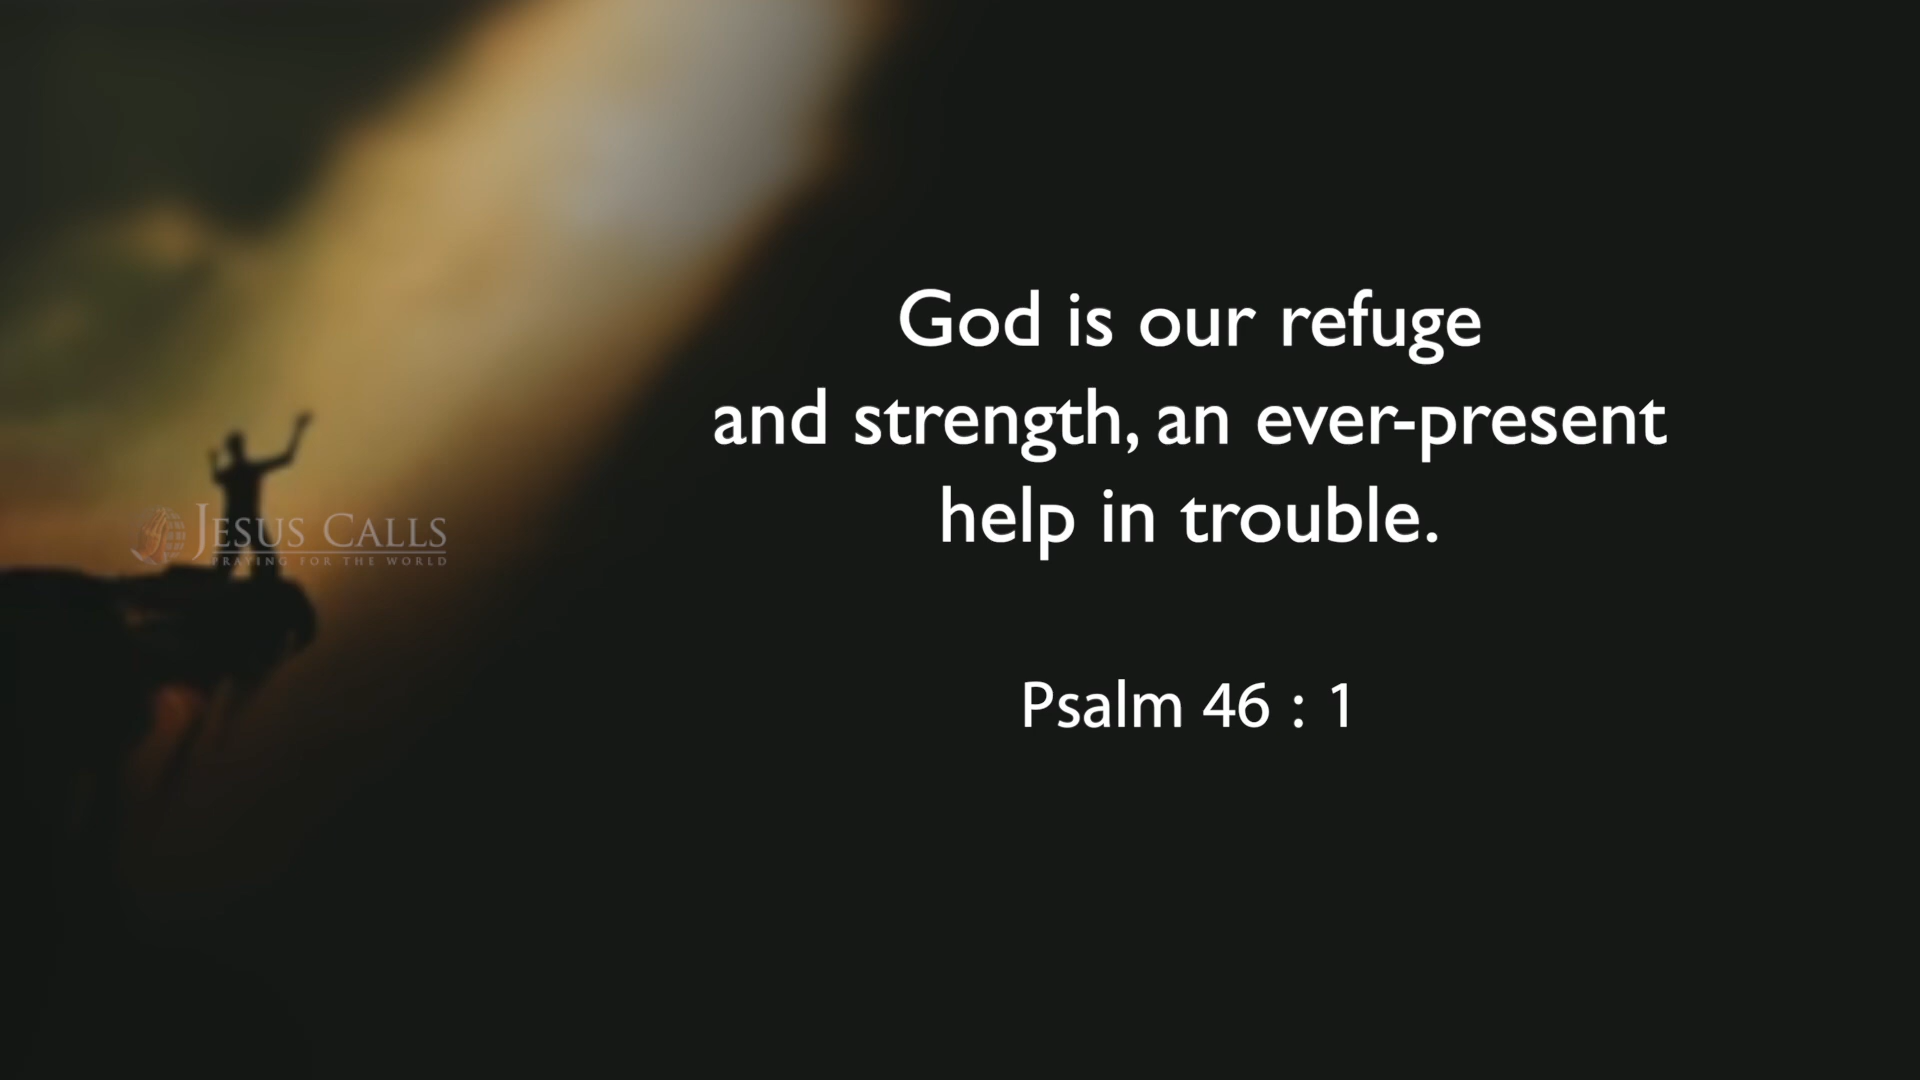 God is our refuge
and strength, an ever-present
help in trouble.
Psalm 46 : 1
JESUS CALLS
PRAYING FOR THE WORLD